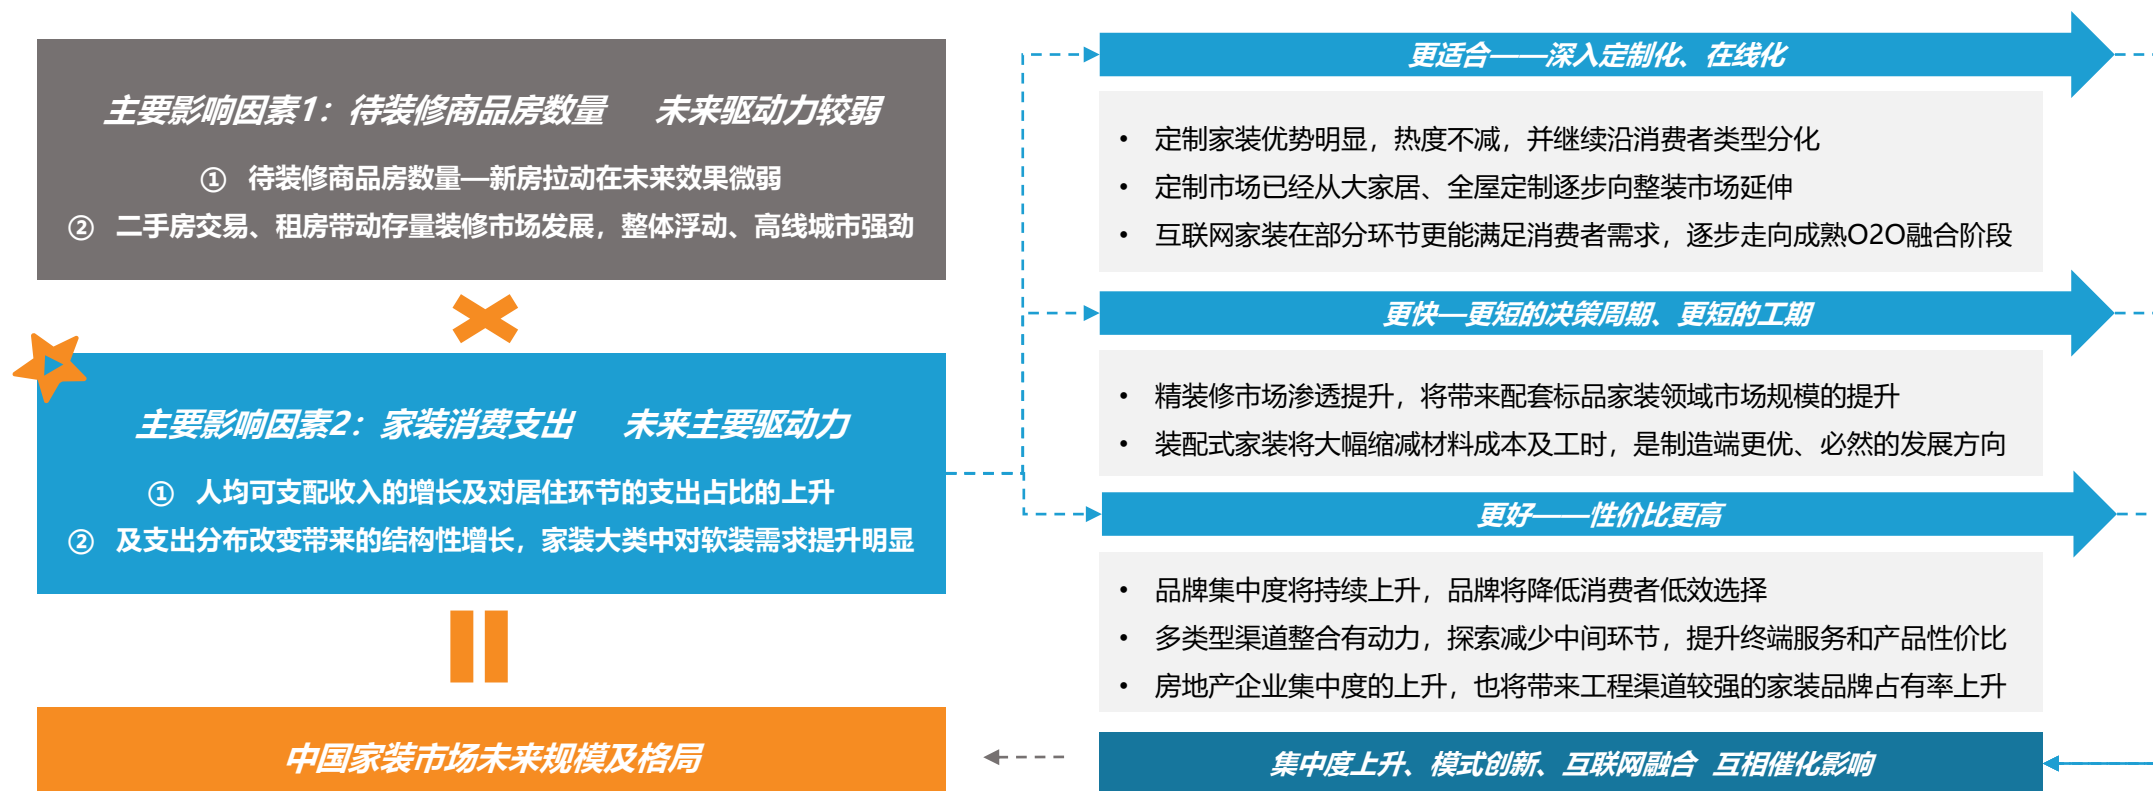 主要影响因素1：待装修商品房数量 未来驱动力较弱
① 待装修商品房数量—新房拉动在未来效果微弱
② 二手房交易、租房带动存量装修市场发展，整体浮动、高线城市强劲
主要影响因素2：家装消费支出 未来主要驱动力
① 人均可支配收入的增长及对居住环节的支出占比的上升
② 及支出分布改变带来的结构性增长，家装大类中对软装需求提升明显
中国家装市场未来规模及格局
更适合——深入定制化、在线化
• 定制家装优势明显，热度不减，并继续沿消费者类型分化
• 定制市场已经从大家居、全屋定制逐步向整装市场延伸
• 互联网家装在部分环节更能满足消费者需求，逐步走向成熟O2O融合阶段
更快—更短的决策周期、更短的工期
• 精装修市场渗透提升，将带来配套标品家装领域市场规模的提升
• 装配式家装将大幅缩减材料成本及工时，是制造端更优、必然的发展方向
更好——性价比更高
• 品牌集中度将持续上升，品牌将降低消费者低效选择
• 多类型渠道整合有动力，探索减少中间环节，提升终端服务和产品性价比
• 房地产企业集中度的上升，也将带来工程渠道较强的家装品牌占有率上升
集中度上升、模式创新、互联网融合 互相催化影响